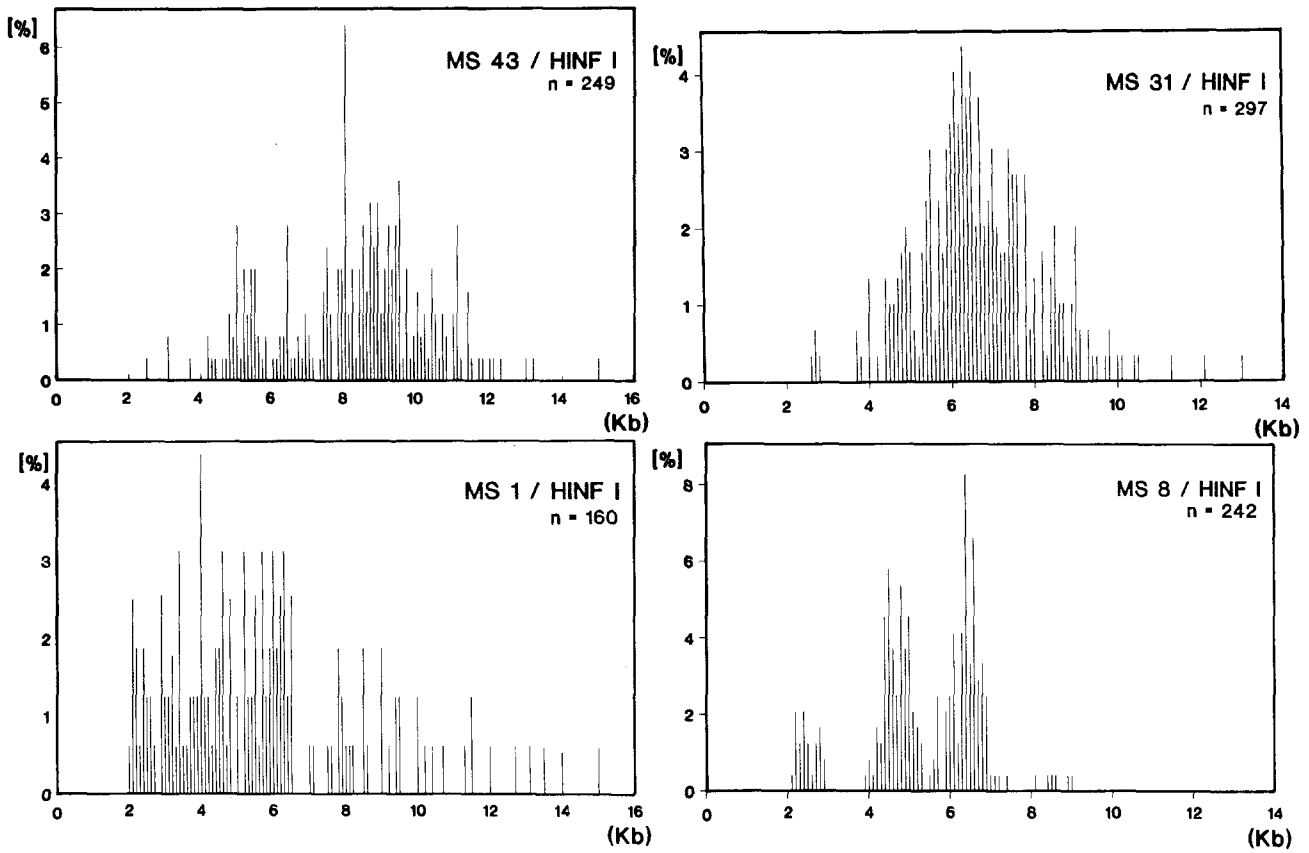 [%]
MS 43 / HINF I
n = 249
6
5
4
3
2
1
0
0 2 4 6 8 10 12 14 16
(Kb)
[%]
MS 31 / HINF I
n = 297
4
3
2
1
0
0 2 4 6 8 10 12 14
(Kb)
[%]
MS 1 / HINF I
n = 160
4
3
2
1
0
0 2 4 6 8 10 12 14 16
(Kb)
[%]
MS 8 / HINF I
n = 242
8
6
4
2
0
0 2 4 6 8 10 12 14
(Kb)